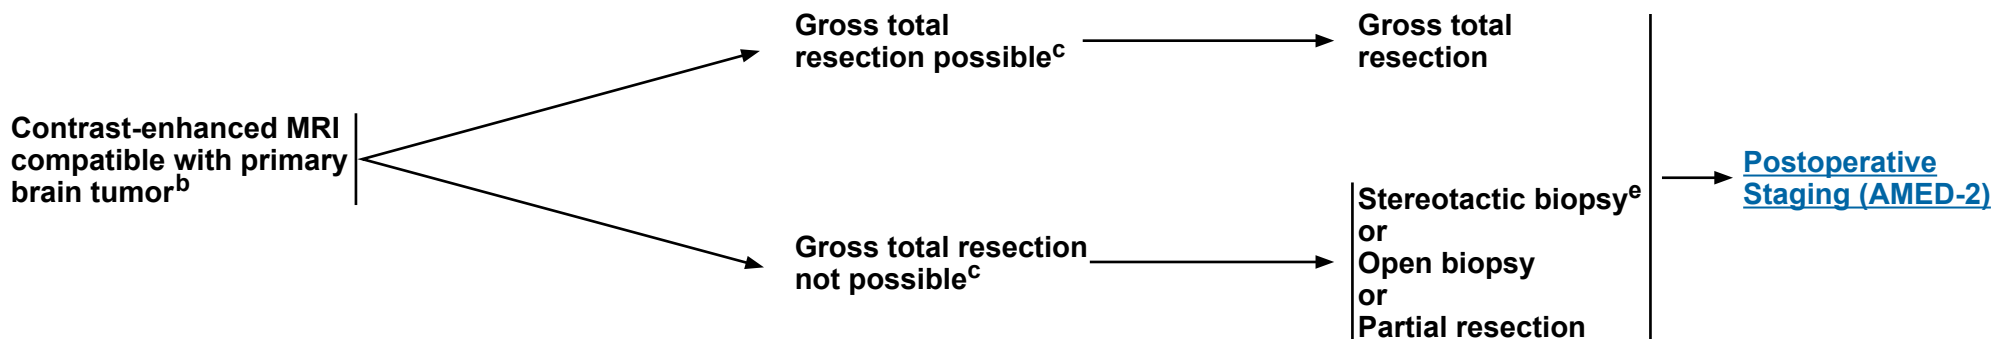 Contrast-enhanced MRI
compatible with primary
brain tumorᵇ
Gross total
resection possibleᶜ
Gross total
resection
Gross total resection
not possibleᶜ
Stereotactic biopsyᵉ
or
Open biopsy
or
Partial resection
Postoperative
Staging (AMED-2)